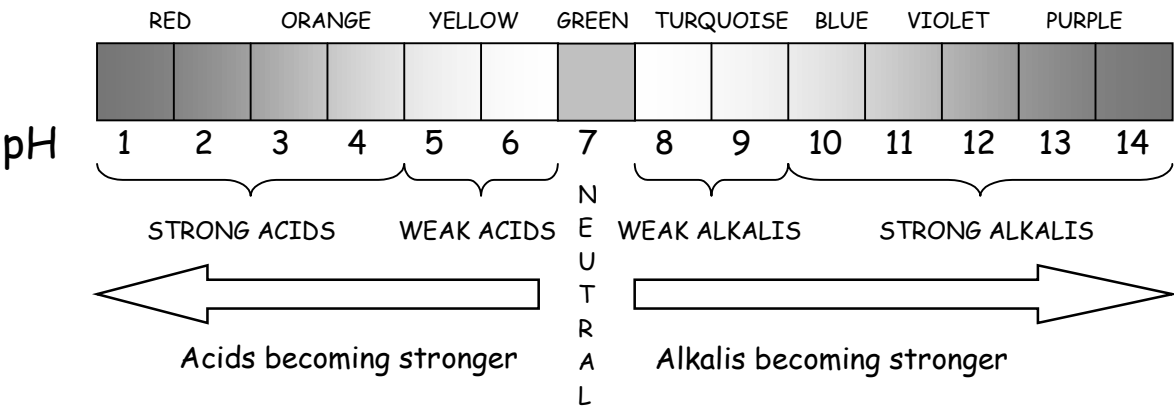 RED ORANGE YELLOW GREEN TURQUOISE BLUE VIOLET PURPLE
pH 1 2 3 4 5 6 7 8 9 10 11 12 13 14
STRONG ACIDS WEAK ACIDS WEAK ALKALIS STRONG ALKALIS
N
E
U
T
R
A
L
Acids becoming stronger Alkalis becoming stronger